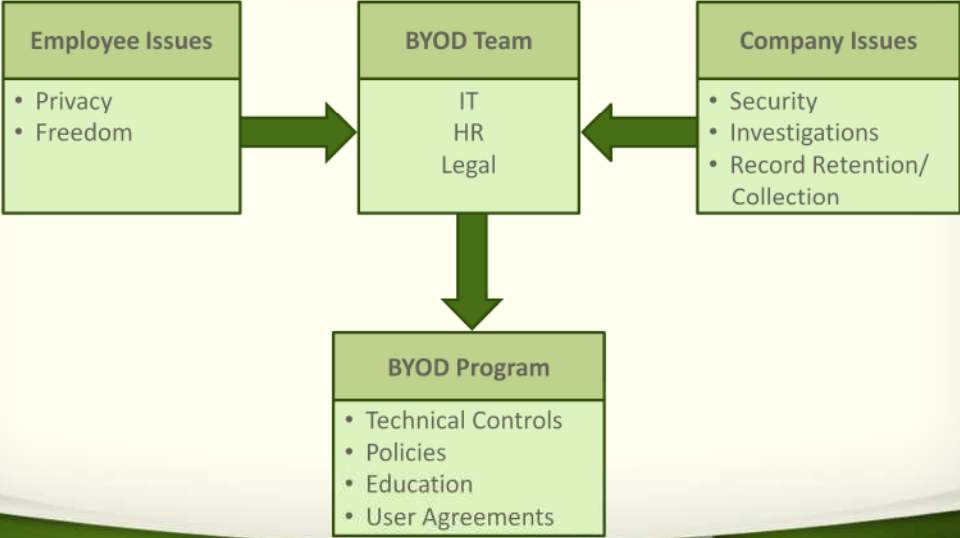 Employee Issues
• Privacy
• Freedom
BYOD Team
IT
HR
Legal
Company Issues
• Security
• Investigations
• Record Retention/
Collection
BYOD Program
• Technical Controls
• Policies
• Education
• User Agreements